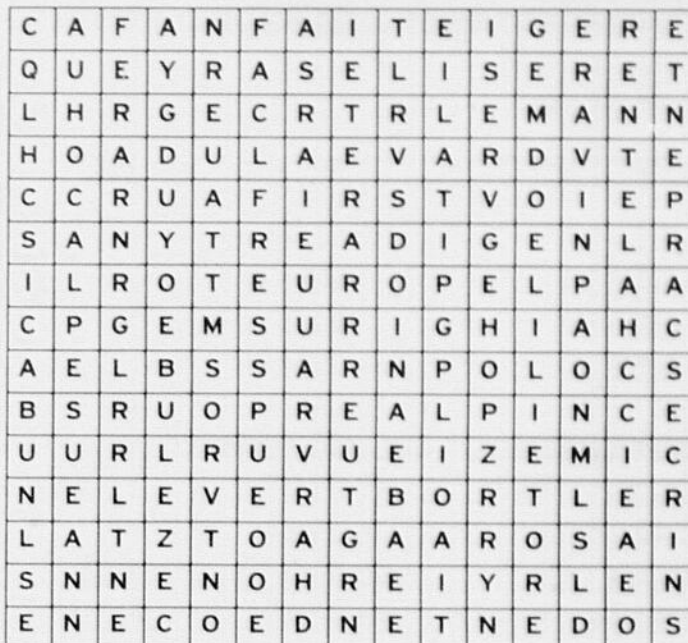 C A F A N F A I T E I G E R E
Q U E Y R A S E L I S E R E T
L H R G E C R T R L E M A N N
H O A D U L A E V A R D V T E
C C R U A F I R S T V O I E P
S A N Y T R E A D I G E N L R
I L R O T E U R O P E L P A A
C P G E M S U R I G H I A H C
A E L B S S A R N P O L O C S
B S R U O P R E A L P I N C E
U U R L R U V U E I Z E M I C
N E L E V E R T B O R T L E R
L A T Z T O A G A A R O S A I
S N N E N O H R E I Y R L E N
E N E C O E D N E T N E D O S